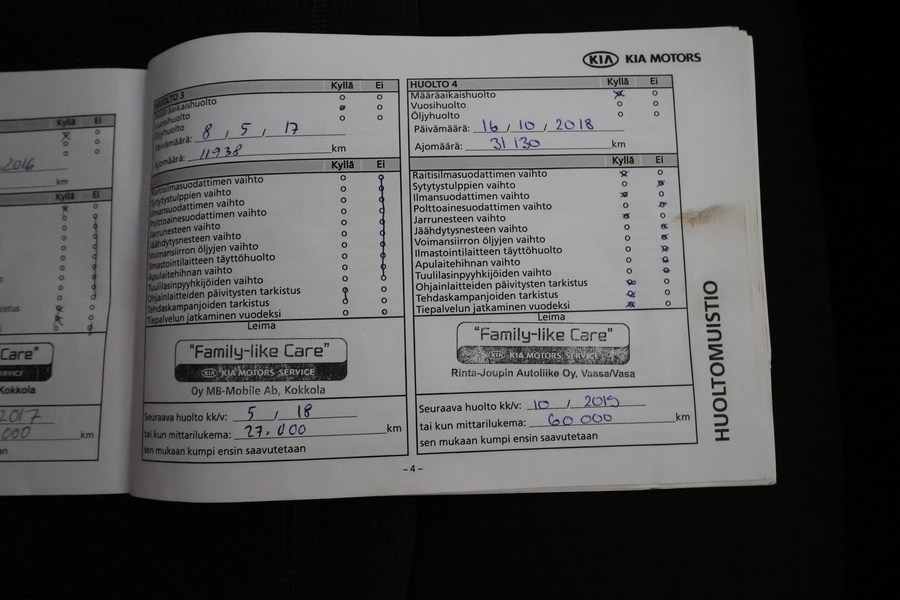 Kyllä Ei
2016
km
Kyllä Ei
istus
Care"
ERVICE
Kokkola
2017
000 km
an
HUOLTO 3 Kyllä Ei
Määräaikaishuolto
Vuosihuolto
Öljyhuolto
Päivämäärä: 8 / 5 / 17
Ajomäärä: 11938 km
Kyllä Ei
Raitisilmasuodattimen vaihto
Sytytystulppien vaihto
Ilmansuodattimen vaihto
Polttoainesuodattimen vaihto
Jarrunesteen vaihto
Jäähdytysnesteen vaihto
Voimansiirron öljyjen vaihto
Ilmastointilaitteen täyttöhuolto
Apulaitehihnan vaihto
Tuulilasinpyyhkijöiden vaihto
Ohjainlaitteiden päivitysten tarkistus
Tehdaskampanjoiden tarkistus
Tiepalvelun jatkaminen vuodeksi
Leima
"Family-like Care"
KIA KIA MOTORS SERVICE
Oy MB-Mobile Ab, Kokkola
Seuraava huolto kk/v: 5 / 18
tai kun mittarilukema: 27.000 km
sen mukaan kumpi ensin saavutetaan
KIA KIA MOTORS
HUOLTO 4 Kyllä Ei
Määräaikaishuolto
Vuosihuolto
Öljyhuolto
Päivämäärä: 16 / 10 / 2018
Ajomäärä: 31 130 km
Kyllä Ei
Raitisilmasuodattimen vaihto
Sytytystulppien vaihto
Ilmansuodattimen vaihto
Polttoainesuodattimen vaihto
Jarrunesteen vaihto
Jäähdytysnesteen vaihto
Voimansiirron öljyjen vaihto
Ilmastointilaitteen täyttöhuolto
Apulaitehihnan vaihto
Tuulilasinpyyhkijöiden vaihto
Ohjainlaitteiden päivitysten tarkistus
Tehdaskampanjoiden tarkistus
Tiepalvelun jatkaminen vuodeksi
Leima
"Family-like Care"
KIA KIA MOTORS SERVICE
Rinta-Joupin Autoliike Oy, Vaasa/Vasa
Seuraava huolto kk/v: 10 / 2019
tai kun mittarilukema: 60 000 km
sen mukaan kumpi ensin saavutetaan
HUOLTOMUISTIO
– 4 –